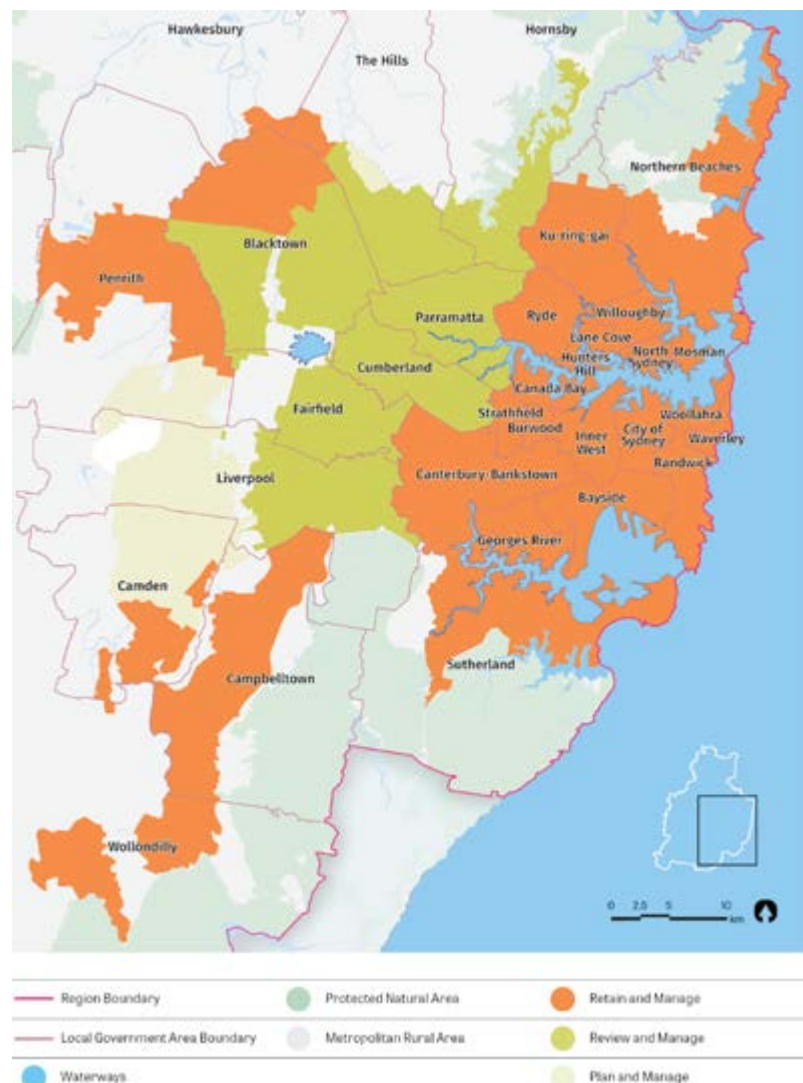 Hawkesbury
Hornsby
The Hills
Northern Beaches
Ku-ring-gai
Blacktown
Penrith
Parramatta
Ryde
Willoughby
Lane Cove
Hunters
Hill
North
Sydney
Mosman
Cumberland
Canada Bay
Fairfield
Strathfield
Burwood
Inner
West
City of
Sydney
Woollahra
Waverley
Randwick
Liverpool
Canterbury-Bankstown
Bayside
Georges River
Camden
Campbelltown
Sutherland
Wollondilly
0 2.5 5 10
km
Region Boundary
Protected Natural Area
Retain and Manage
Local Government Area Boundary
Metropolitan Rural Area
Review and Manage
Waterways
Plan and Manage